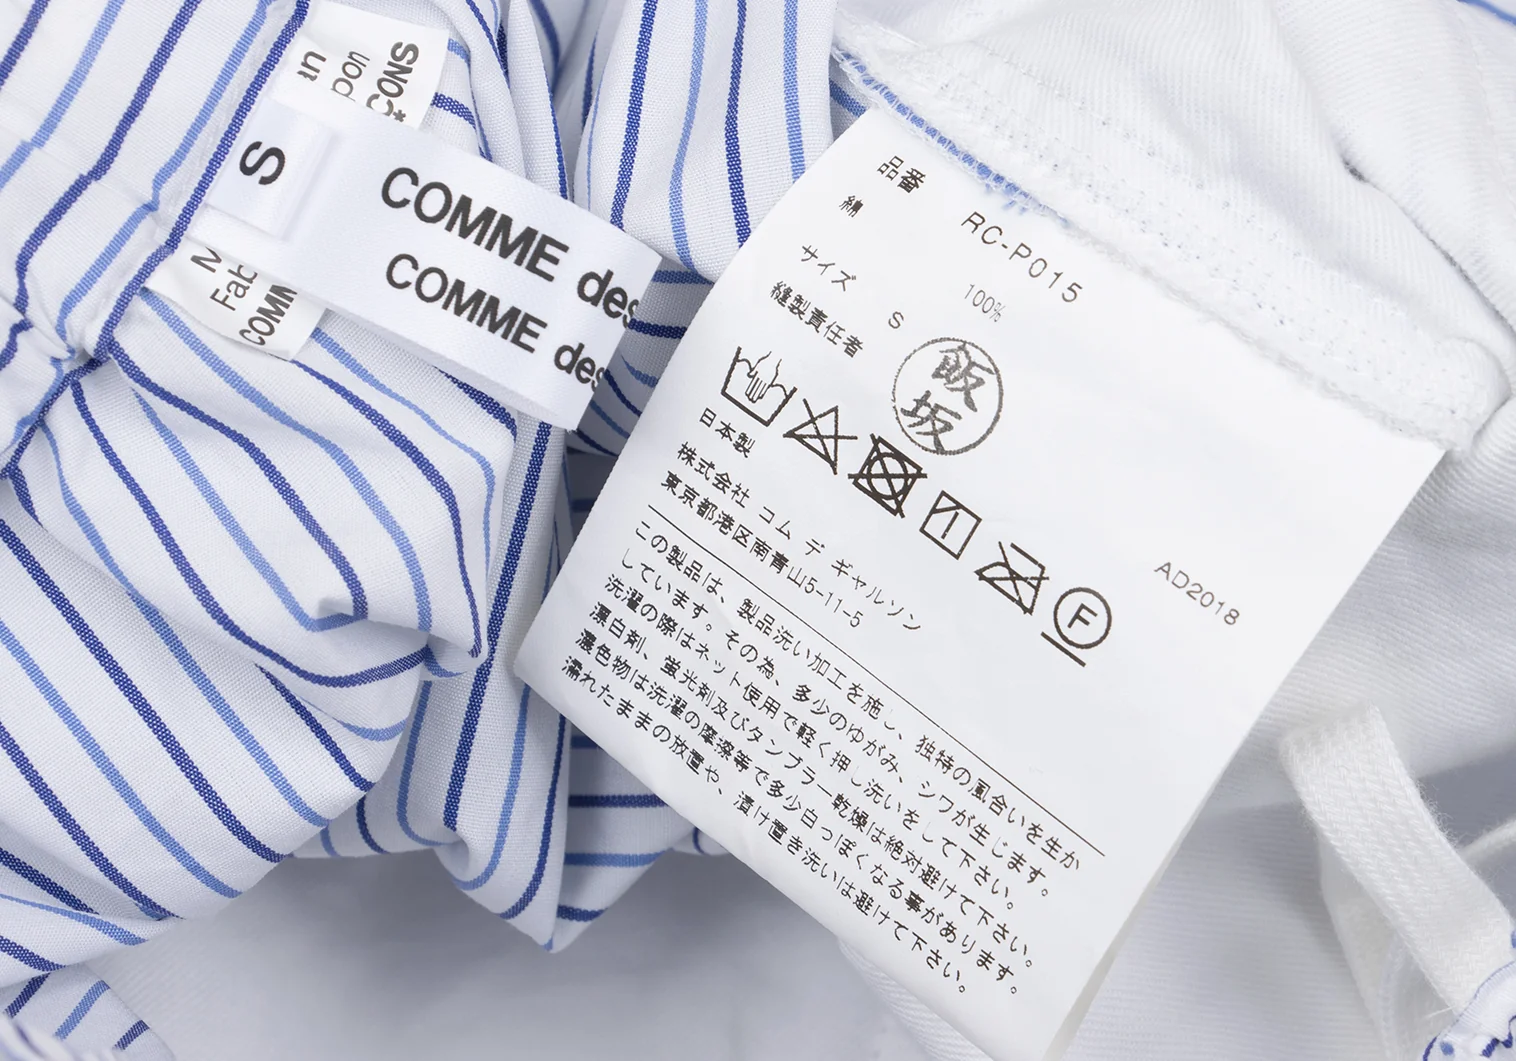 an
pon
ÇONS
*
S
COMME des
COMME des
M
Fab
COMM
品番 RC-P015
綿 100%
サイズ S
縫製責任者 飯坂
日本製
株式会社 コム デ ギャルソン
東京都港区南青山5-11-5
F
AD2018
この製品は、製品洗い加工を施し、独特の風合いを生か
しています。その為、多少のゆがみ、シワが生じます。
洗濯の際はネット使用で軽く押し洗いをして下さい。
漂白剤、蛍光剤及びタンブラー乾燥は絶対避けて下さい。
濃色物は洗濯の摩擦等で多少白っぽくなる事があります。
濡れたままの放置や、漬け置き洗いは避けて下さい。